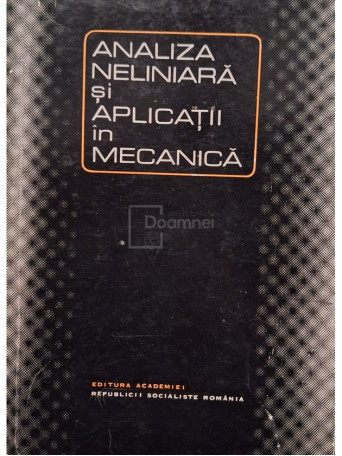 ANALIZA
NELINIARĂ
și
APLICAȚII
în
MECANICĂ
Doamnei
EDITURA ACADEMIEI
REPUBLICII SOCIALISTE ROMÂNIA